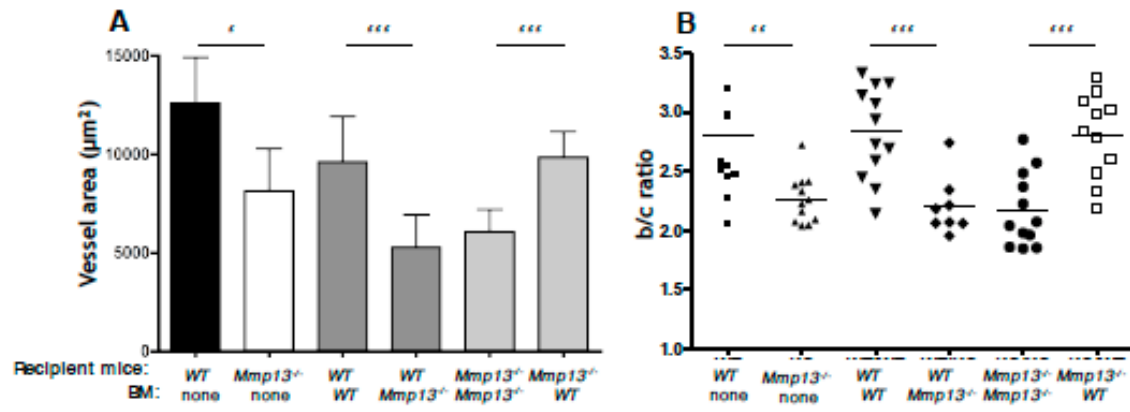 A
B
Vessel area (µm²)
15000
10000
5000
0
Recipient mice: WT Mmp13-/- WT WT Mmp13-/- Mmp13-/-
BM: none none WT Mmp13-/- Mmp13-/- WT
b/c ratio
3.5
3.0
2.5
2.0
1.5
1.0
WT Mmp13-/- WT WT Mmp13-/- Mmp13-/-
none none WT Mmp13-/- Mmp13-/- WT